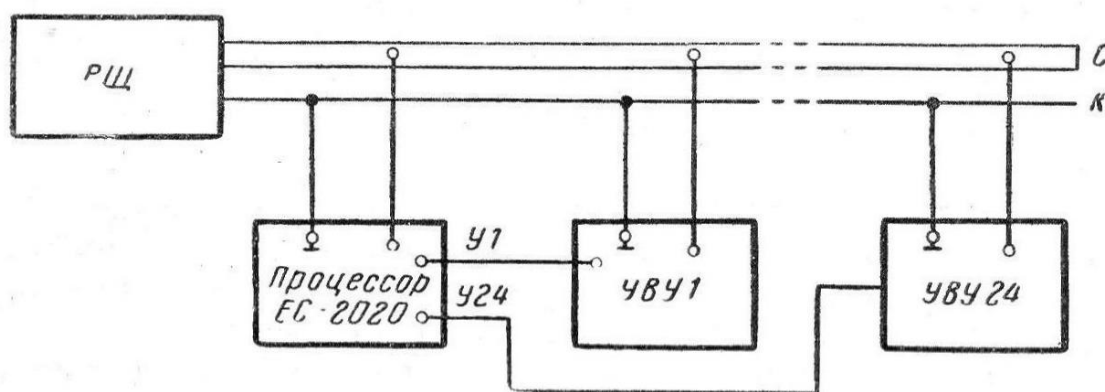 РЩ
С
К
У1
Процессор
ЕС-2020
У24
УВУ1
УВУ24